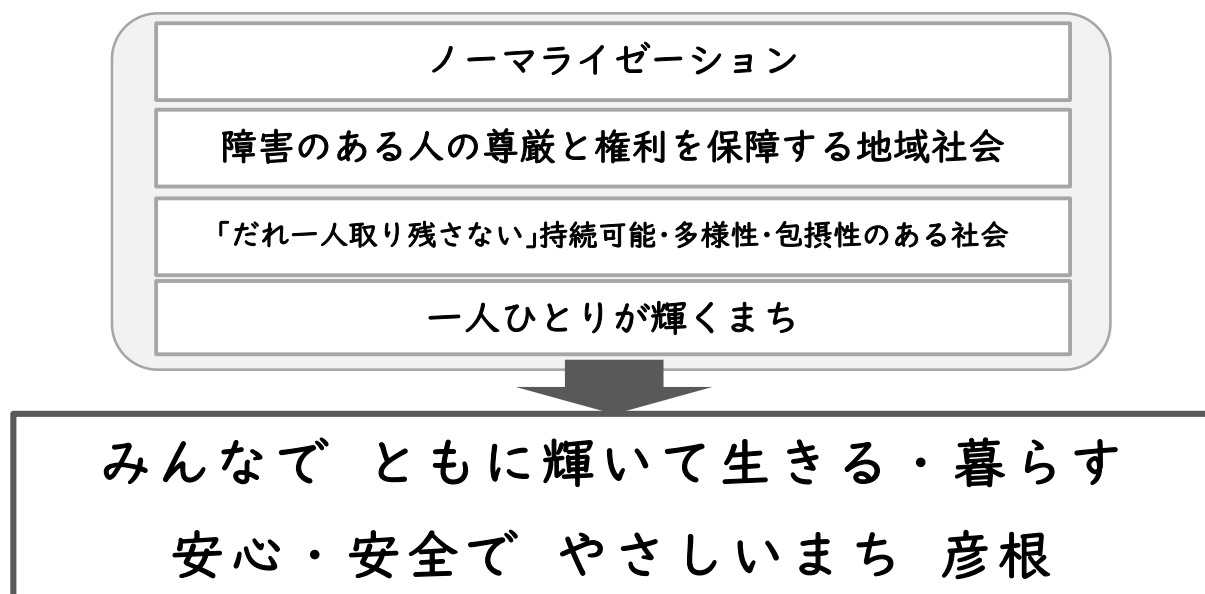 ノーマライゼーション
障害のある人の尊厳と権利を保障する地域社会
「だれ一人取り残さない」持続可能・多様性・包摂性のある社会
一人ひとりが輝くまち
みんなで ともに輝いて生きる・暮らす
安心・安全で やさしいまち 彦根